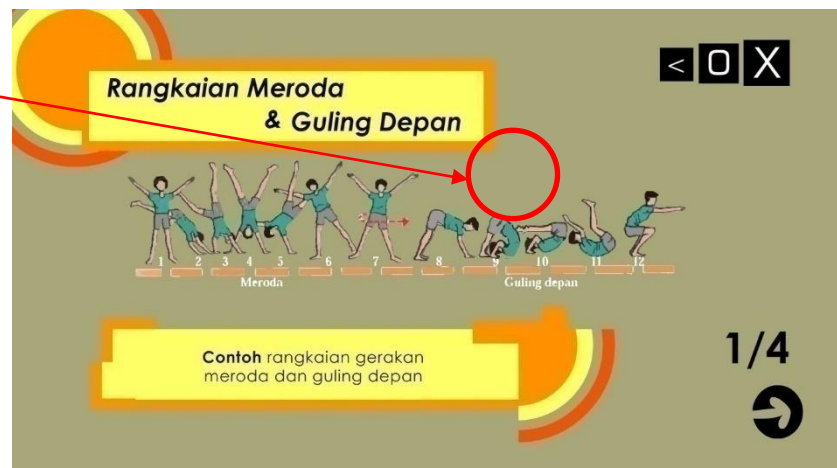 Rangkaian Meroda
& Guling Depan
< O X
1 2 3 4 5 6 7 8 9 10 11 12
Meroda Guling depan
Contoh rangkaian gerakan
meroda dan guling depan
1/4